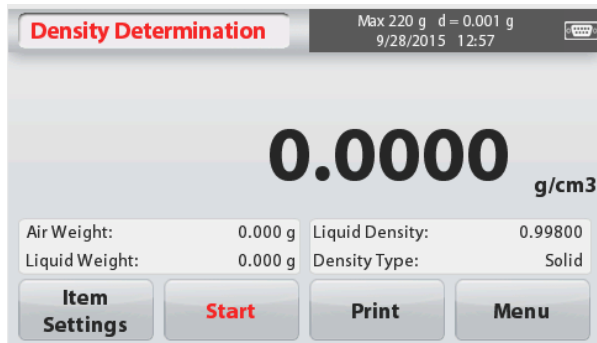 Density Determination
Max 220 g d = 0.001 g
9/28/2015 12:57
0.0000 g/cm3
Air Weight: 0.000 g Liquid Density: 0.99800
Liquid Weight: 0.000 g Density Type: Solid
Item Settings
Start
Print
Menu